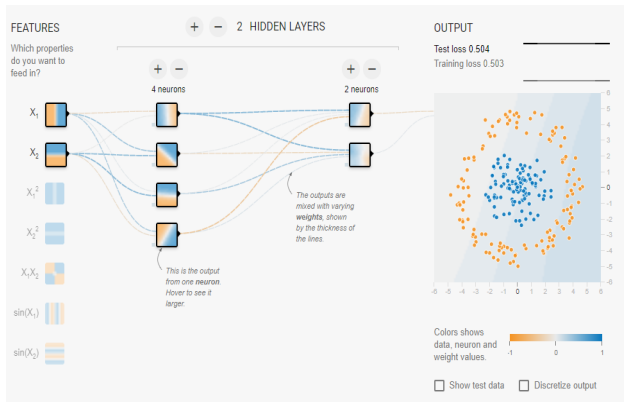 FEATURES
Which properties
do you want to
feed in?
X1
X2
X1²
X2²
X1X2
sin(X1)
sin(X2)
+ − 2 HIDDEN LAYERS
+ −
4 neurons
+ −
2 neurons
This is the output
from one neuron.
Hover to see it
larger.
The outputs are
mixed with varying
weights, shown
by the thickness of
the lines.
OUTPUT
Test loss 0.504
Training loss 0.503
6
5
4
3
2
1
0
-1
-2
-3
-4
-5
-6
-6 -5 -4 -3 -2 -1 0 1 2 3 4 5 6
Colors shows
data, neuron and
weight values.
-1 0 1
Show test data
Discretize output